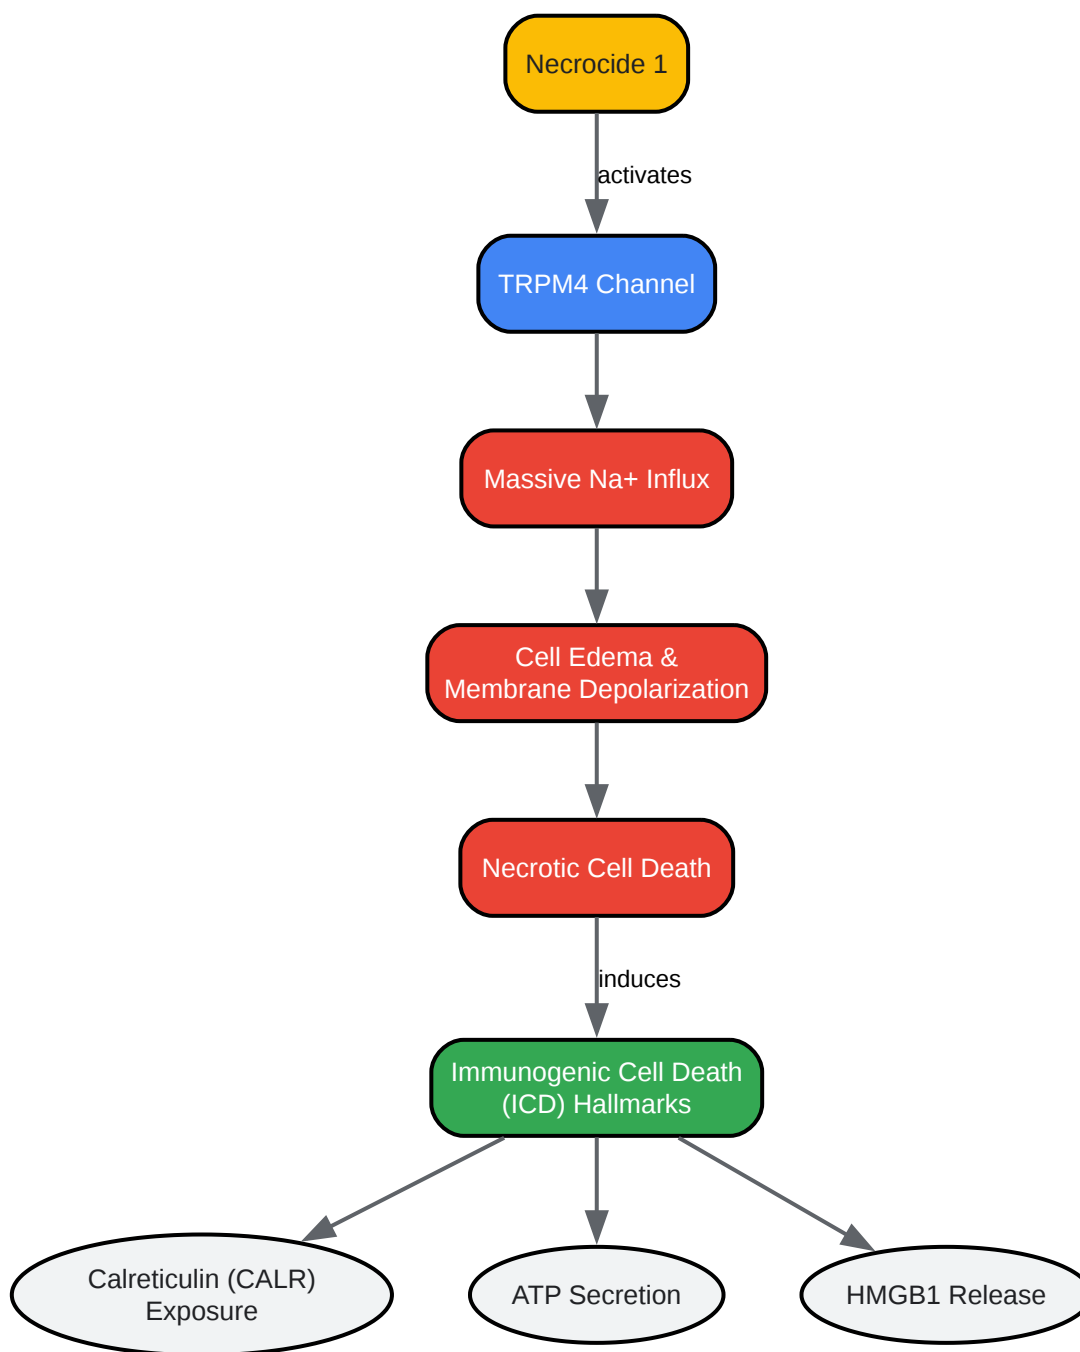 Necrocide 1
activates
TRPM4 Channel
Massive Na+ Influx
Cell Edema &
Membrane Depolarization
Necrotic Cell Death
induces
Immunogenic Cell Death
(ICD) Hallmarks
Calreticulin (CALR)
Exposure
ATP Secretion
HMGB1 Release